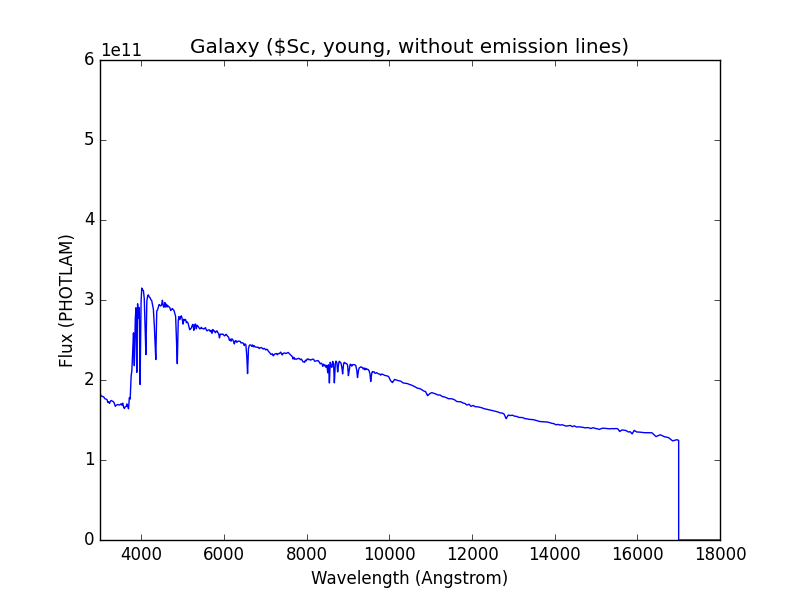 Galaxy ($Sc, young, without emission lines)
1e11
6
5
4
3
2
1
0
4000 6000 8000 10000 12000 14000 16000 18000
Wavelength (Angstrom)
Flux (PHOTLAM)